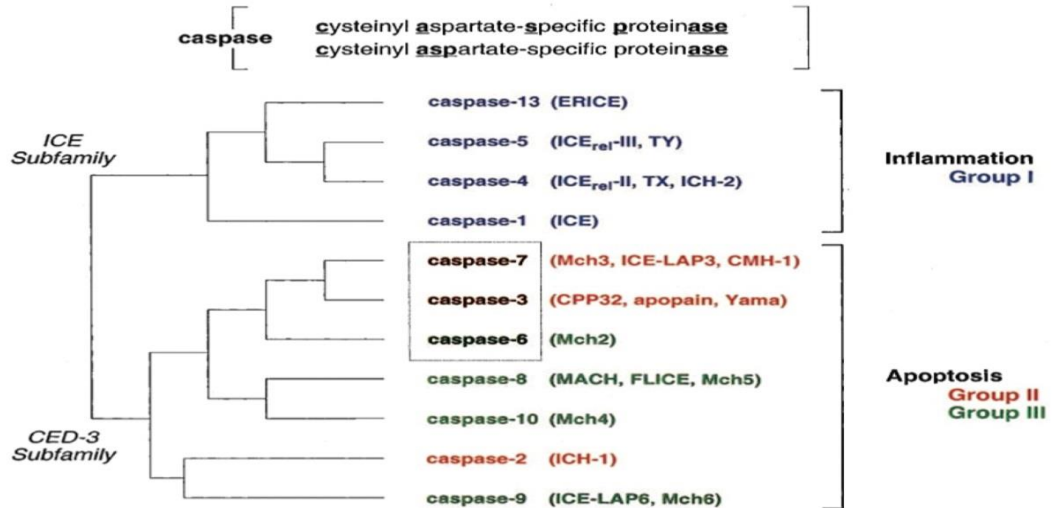 caspase
cysteinyl aspartate-specific proteinase
cysteinyl aspartate-specific proteinase
ICE
Subfamily
caspase-13 (ERICE)
caspase-5 (ICErel-III, TY)
caspase-4 (ICErel-II, TX, ICH-2)
caspase-1 (ICE)
Inflammation
Group I
caspase-7 (Mch3, ICE-LAP3, CMH-1)
caspase-3 (CPP32, apopain, Yama)
caspase-6 (Mch2)
caspase-8 (MACH, FLICE, Mch5)
caspase-10 (Mch4)
caspase-2 (ICH-1)
caspase-9 (ICE-LAP6, Mch6)
Apoptosis
Group II
Group III
CED-3
Subfamily